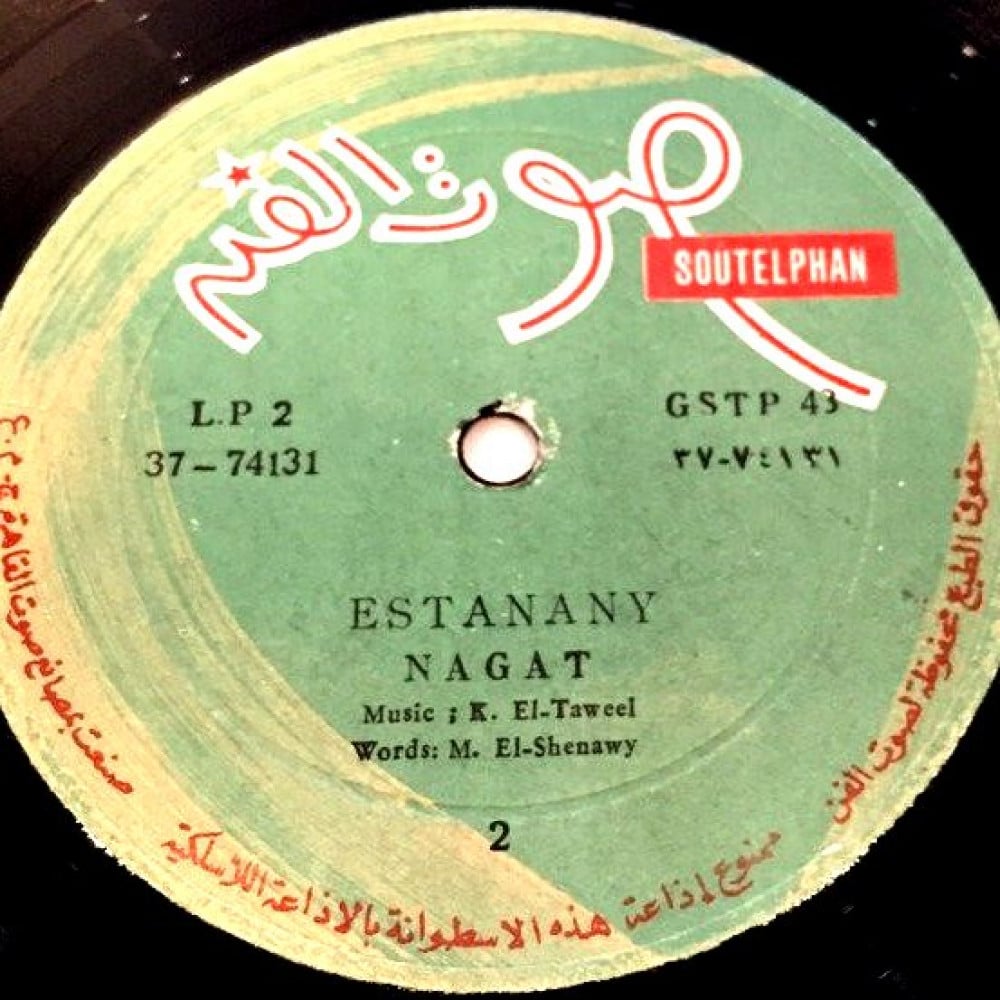 صوت الفن
SOUTELPHAN
L.P 2
GSTP 43
37-74131
٣٧-٧٤١٣١
ESTANANY
NAGAT
Music ; K. El-Taweel
Words: M. El-Shenawy
2
حقوق الطبع محفوظة لصوت الفن
ممنوع إذاعة هذه الاسطوانة بالاذاعة اللاسلكية
صنعت بمصانع صوت القاهرة ج.م.ع